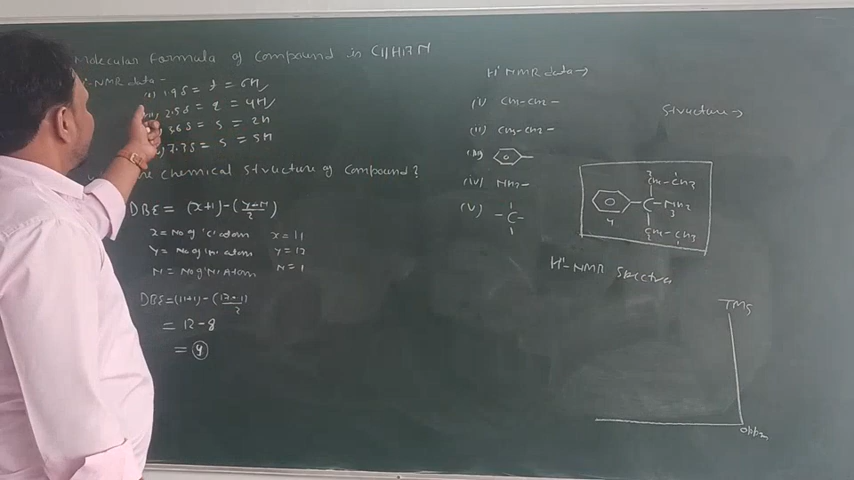 Molecular Formula of Compound is C11H17N
H'-NMR data-
1.9δ = t = 6H
2.5δ = q = 4H
3.6δ = s = 2H
7.3δ = s = 5H
the chemical structure of compound?
DBE = (x+1)-(y-N/2)
x = No of 'C' atom x = 11
y = No of 'H' atom y = 17
N = No of 'N' Atom N = 1
DBE = (11+1)-(17-1/2)
= 12-8
= 4
H' NMR data→
(i) CH3-CH2-
(ii) CH3-CH2-
(iii)
(iv) NH2-
(v) -C-
Structure→
CH2-CH3
C-NH2
CH2-CH3
H'-NMR Spectra
TMS
0ppm